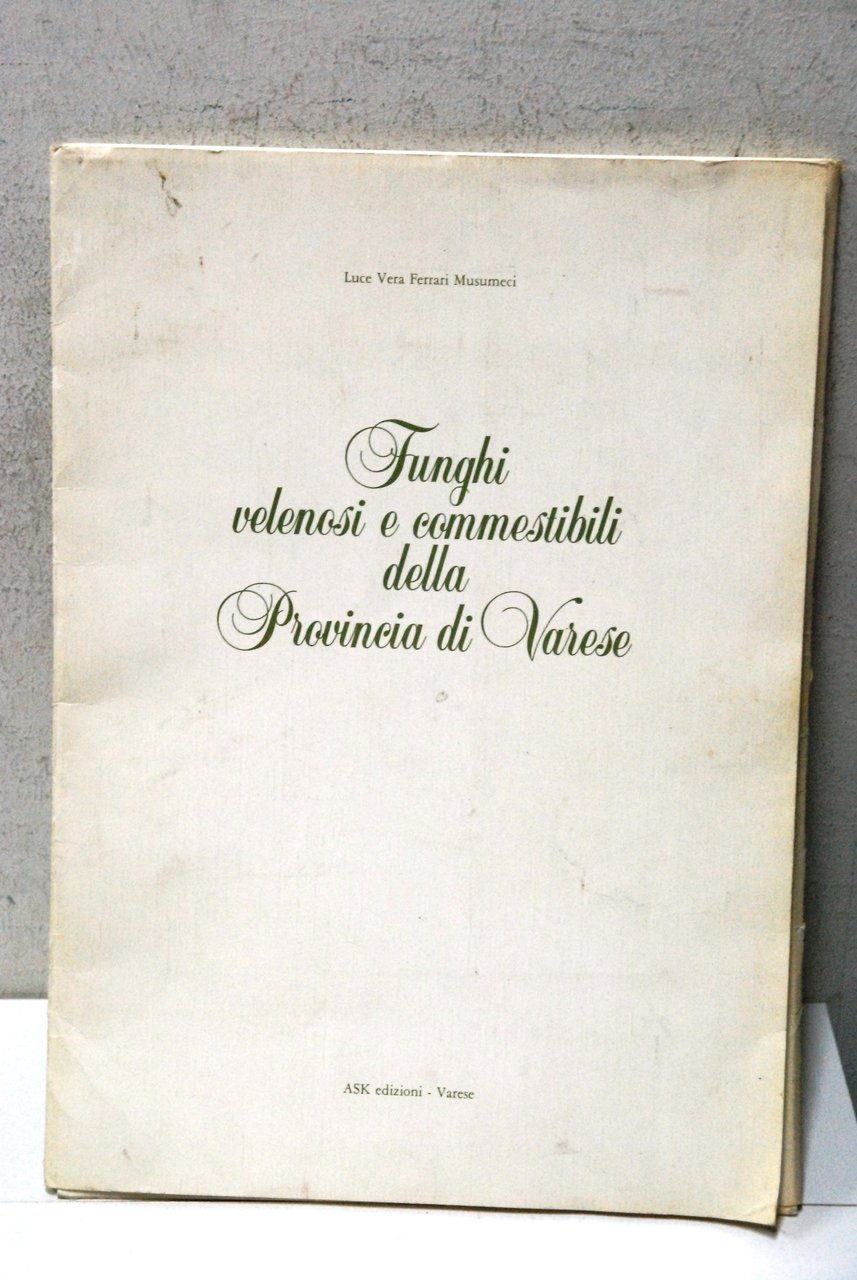 Luce Vera Ferrari Musumeci
Funghi
velenosi e commestibili
della
Provincia di Varese
ASK edizioni - Varese